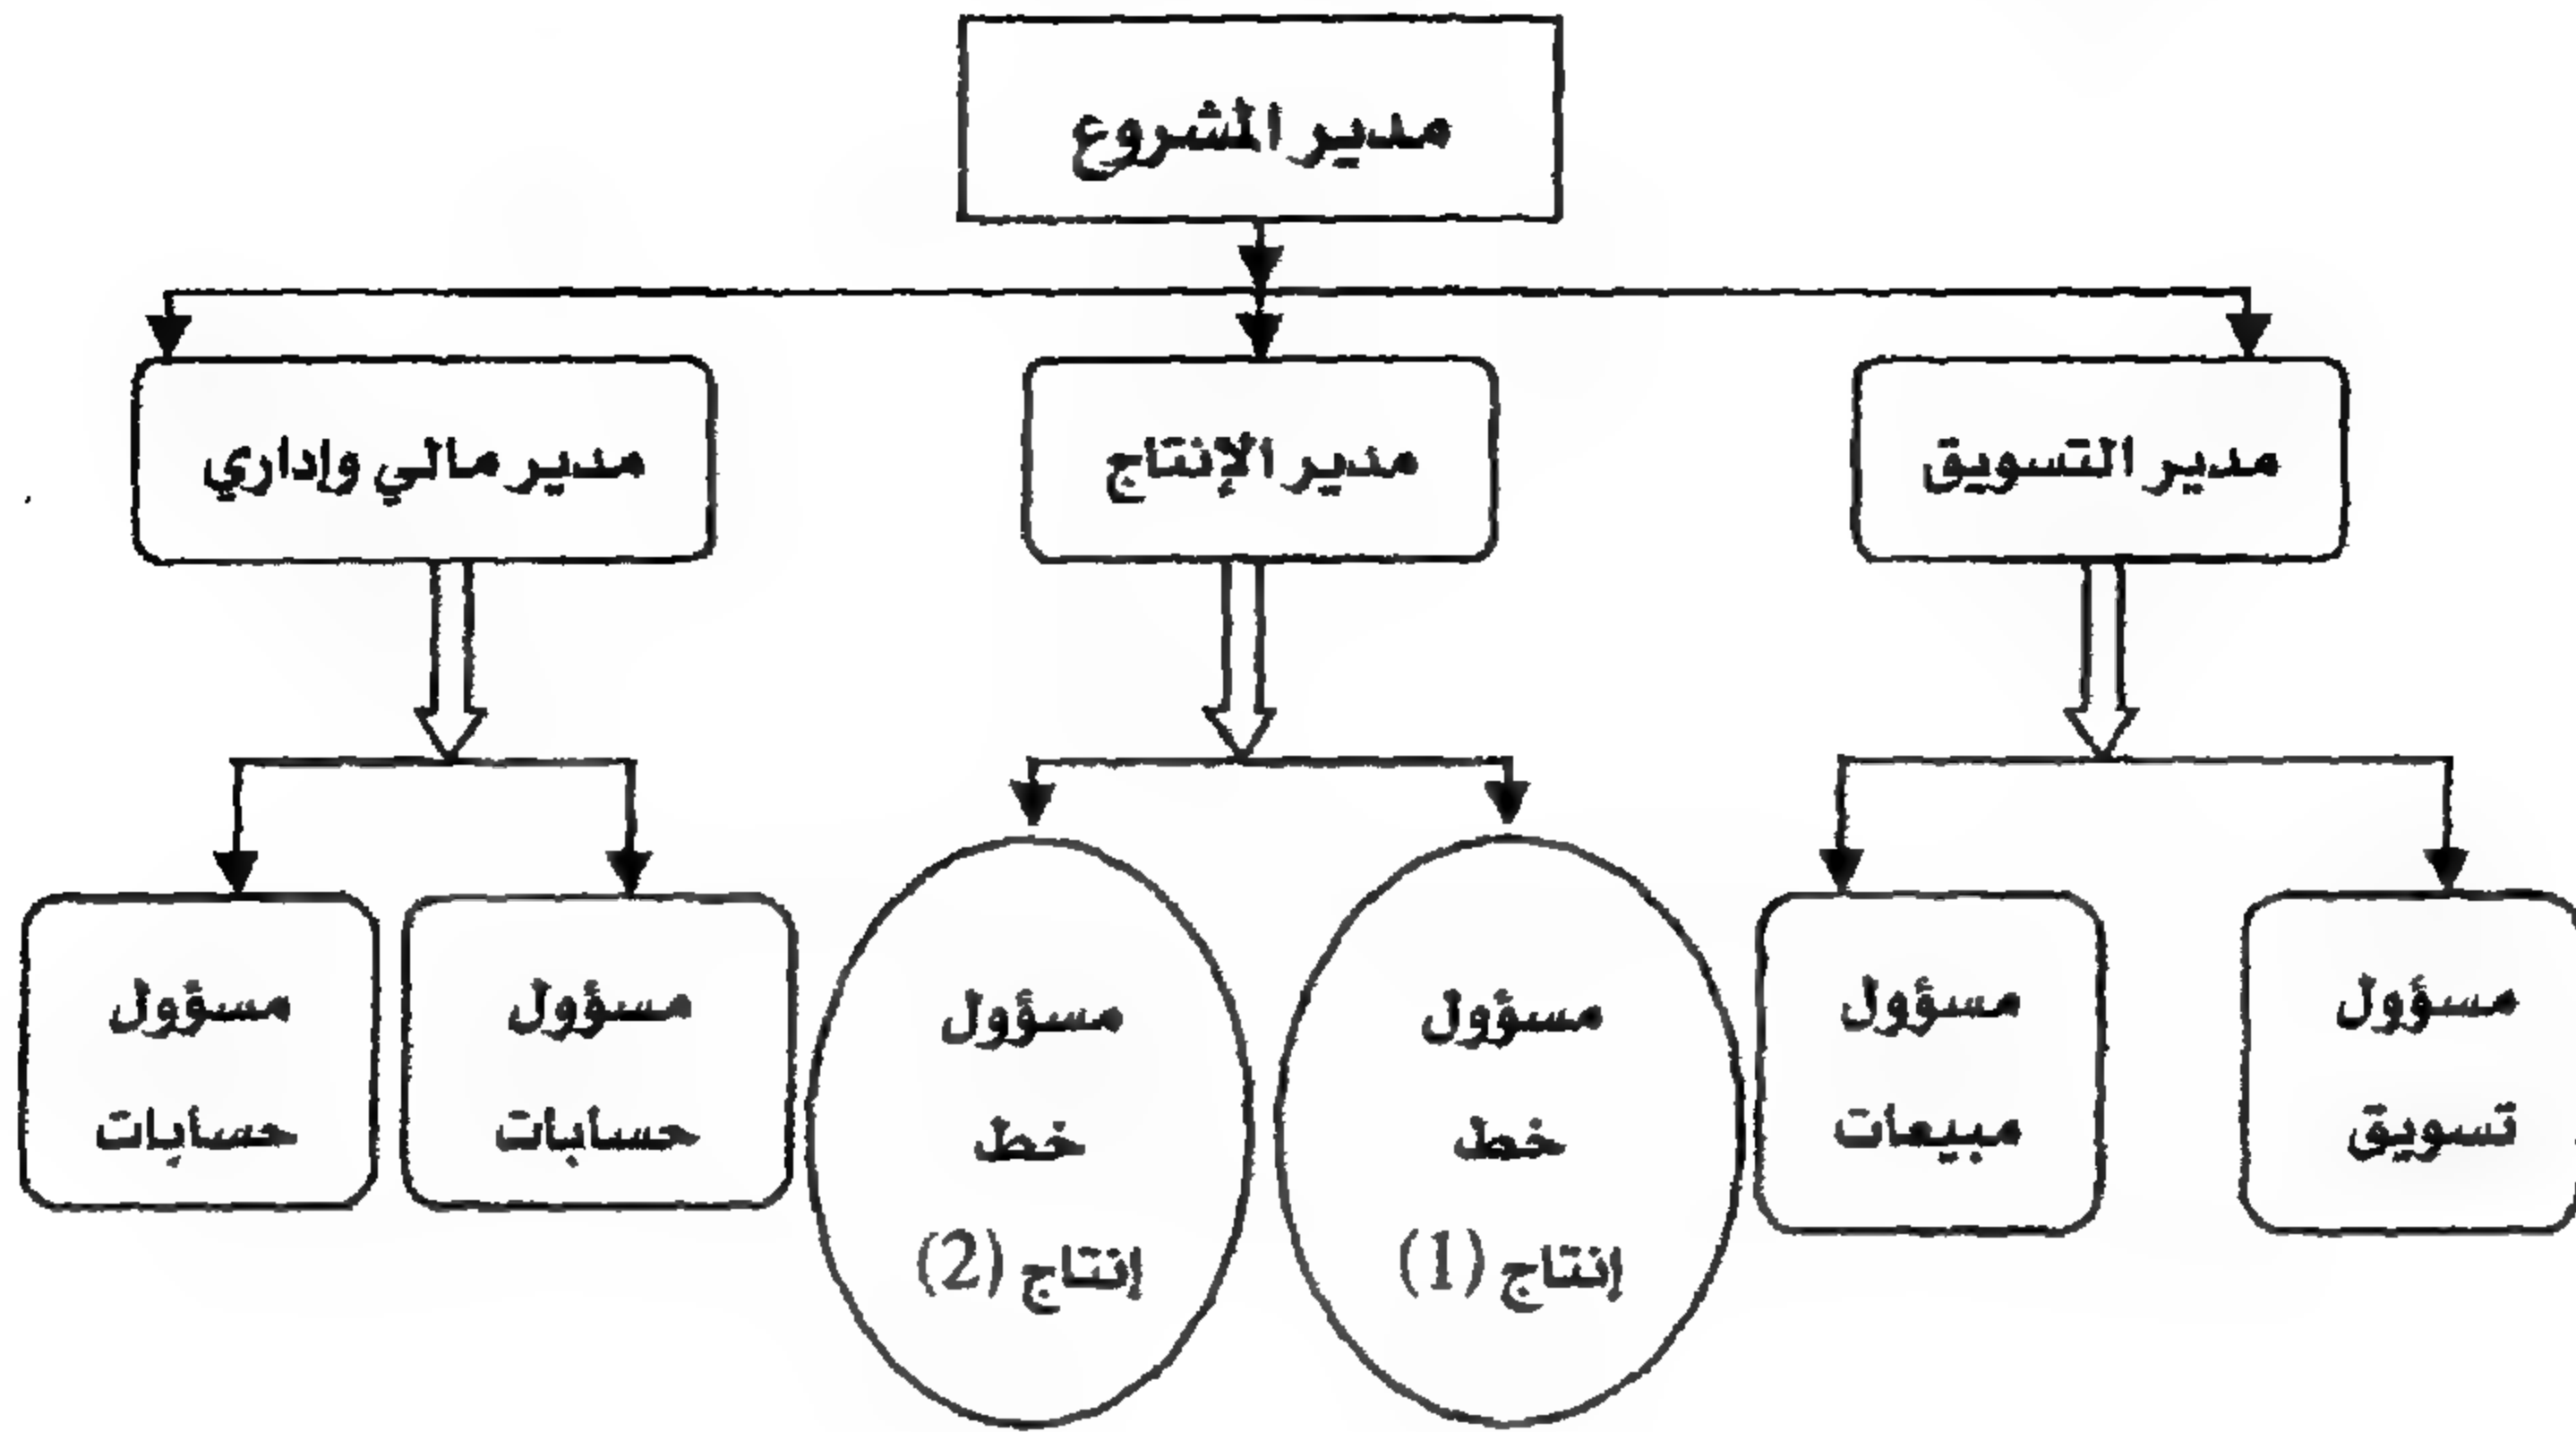 مدير المشروع
مدير التسويق
مدير الإنتاج
مدير مالي وإداري
مسؤول
تسويق
مسؤول
مبيعات
مسؤول
خط
إنتاج (1)
مسؤول
خط
إنتاج (2)
مسؤول
حسابات
مسؤول
حسابات